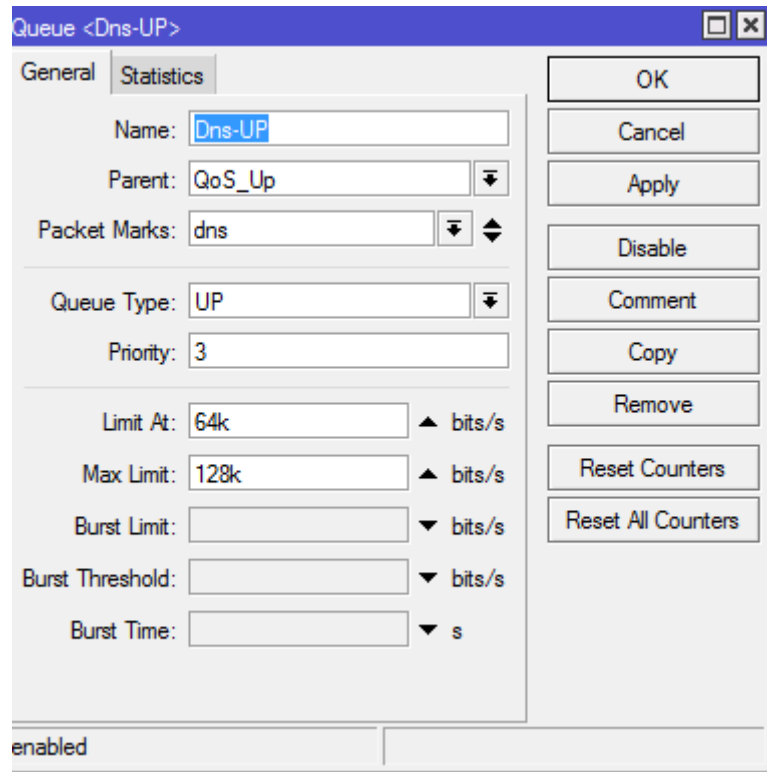 Queue <Dns-UP>
General Statistics
Name: Dns-UP
Parent: QoS_Up
Packet Marks: dns
Queue Type: UP
Priority: 3
Limit At: 64k bits/s
Max Limit: 128k bits/s
Burst Limit: bits/s
Burst Threshold: bits/s
Burst Time: s
OK
Cancel
Apply
Disable
Comment
Copy
Remove
Reset Counters
Reset All Counters
enabled